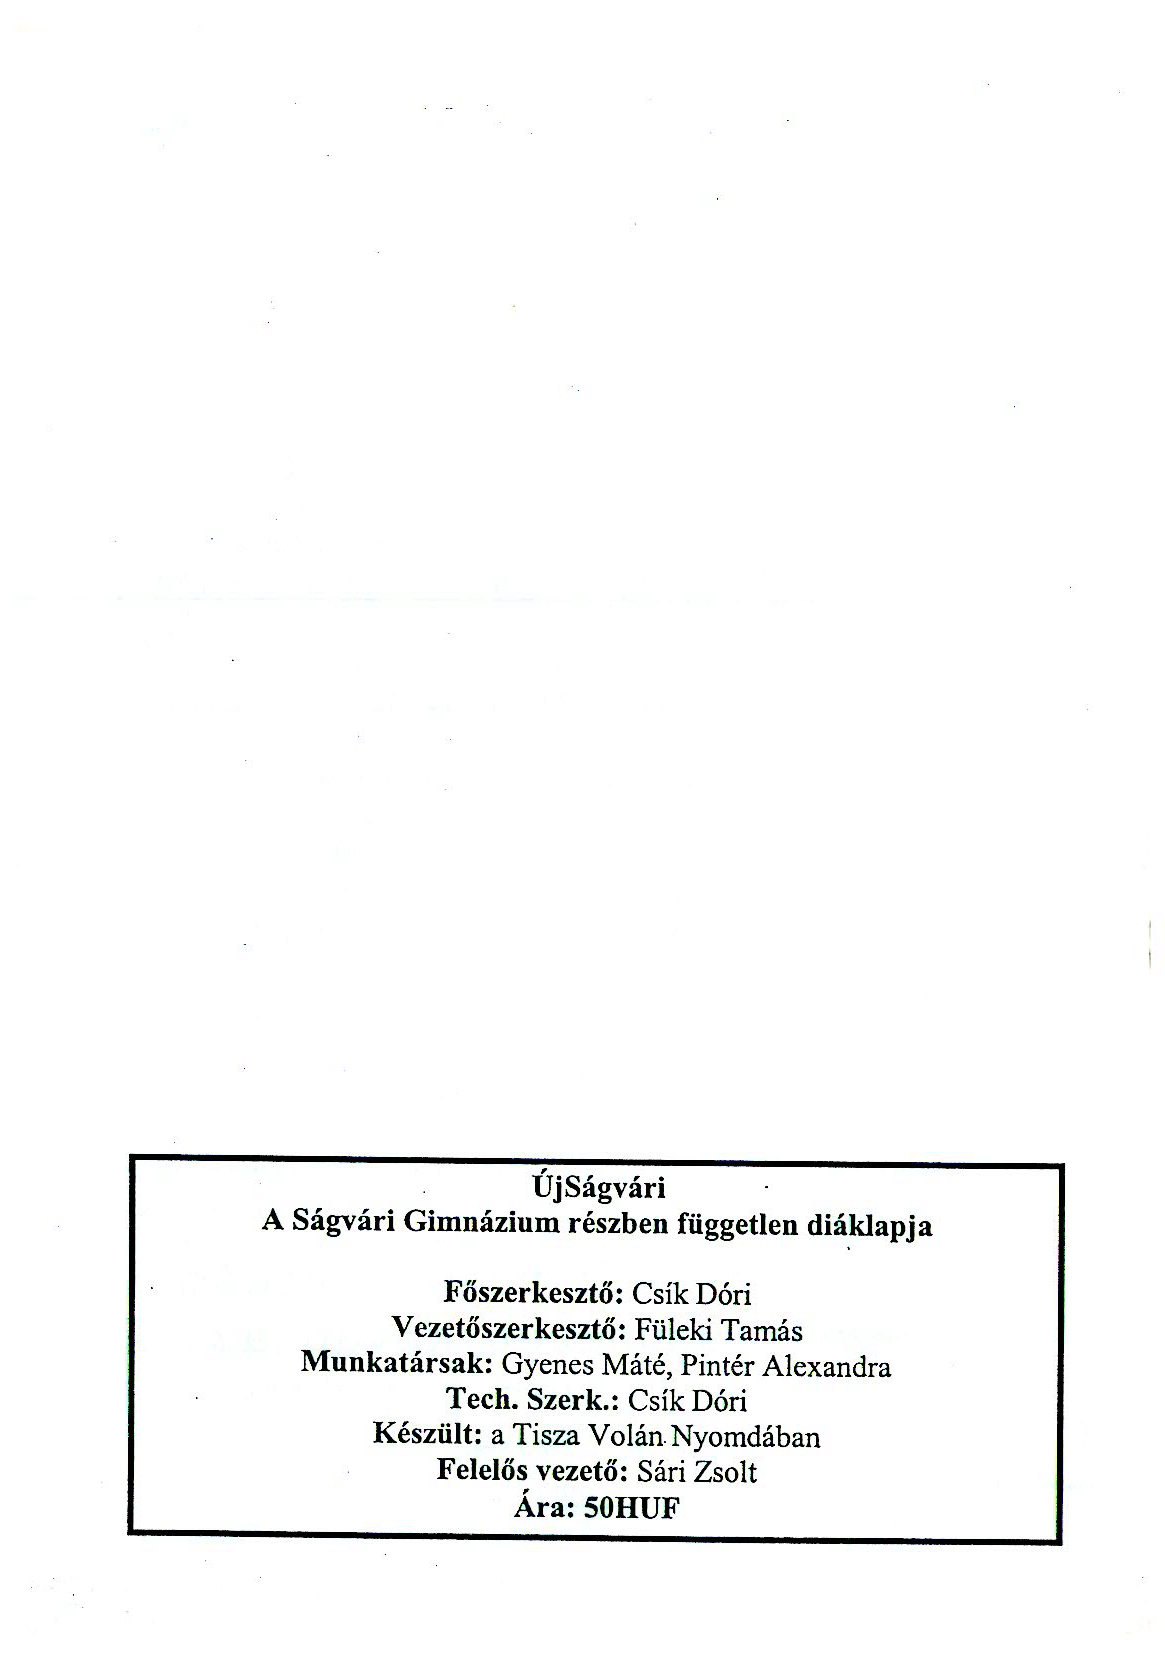 ÚjSágvári
A Ságvári Gimnázium részben független diáklapja
Főszerkesztő: Csík Dóri
Vezetőszerkesztő: Füleki Tamás
Munkatársak: Gyenes Máté, Pintér Alexandra
Tech. Szerk.: Csík Dóri
Készült: a Tisza Volán Nyomdában
Felelős vezető: Sári Zsolt
Ára: 50HUF